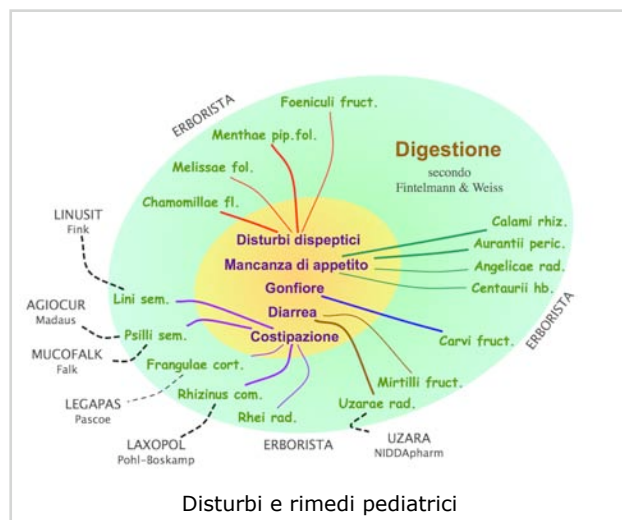 ERBORISTA
Foeniculi fruct.
Menthae pip.fol.
Melissae fol.
Chamomillae fl.
Digestione
secondo
Fintelmann & Weiss
LINUSIT
Fink
Lini sem.
AGIOCUR
Madaus
Psilli sem.
MUCOFALK
Falk
Frangulae cort.
LEGAPAS
Pascoe
Rhizinus com.
LAXOPOL
Pohl-Boskamp
Rhei rad.
ERBORISTA
Disturbi dispeptici
Mancanza di appetito
Gonfiore
Diarrea
Costipazione
Calami rhiz.
Aurantii peric.
Angelicae rad.
Centaurii hb.
ERBORISTA
Carvi fruct.
Mirtilli fruct.
Uzarae rad.
UZARA
NIDDApharm
Disturbi e rimedi pediatrici